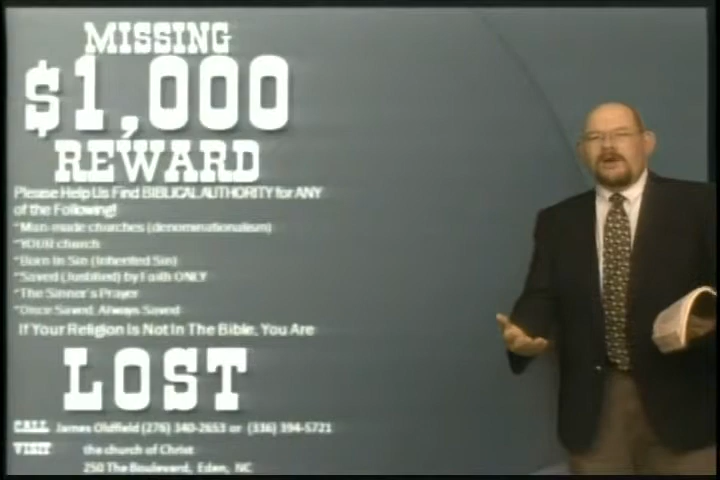 MISSING
$1,000
REWARD
Please Help Us Find BIBLICAL AUTHORITY for ANY
of the Following!
*Man-made churches (denominationalism)
*YOUR church
*Born In Sin (Inherited Sin)
*Saved (Justified) by Faith ONLY
*The Sinner's Prayer
*Once Saved, Always Saved
If Your Religion Is Not In The Bible, You Are
LOST
CALL James Oldfield (276) 340-2653 or (336) 394-5721
VISIT the church of Christ
250 The Boulevard, Eden, NC